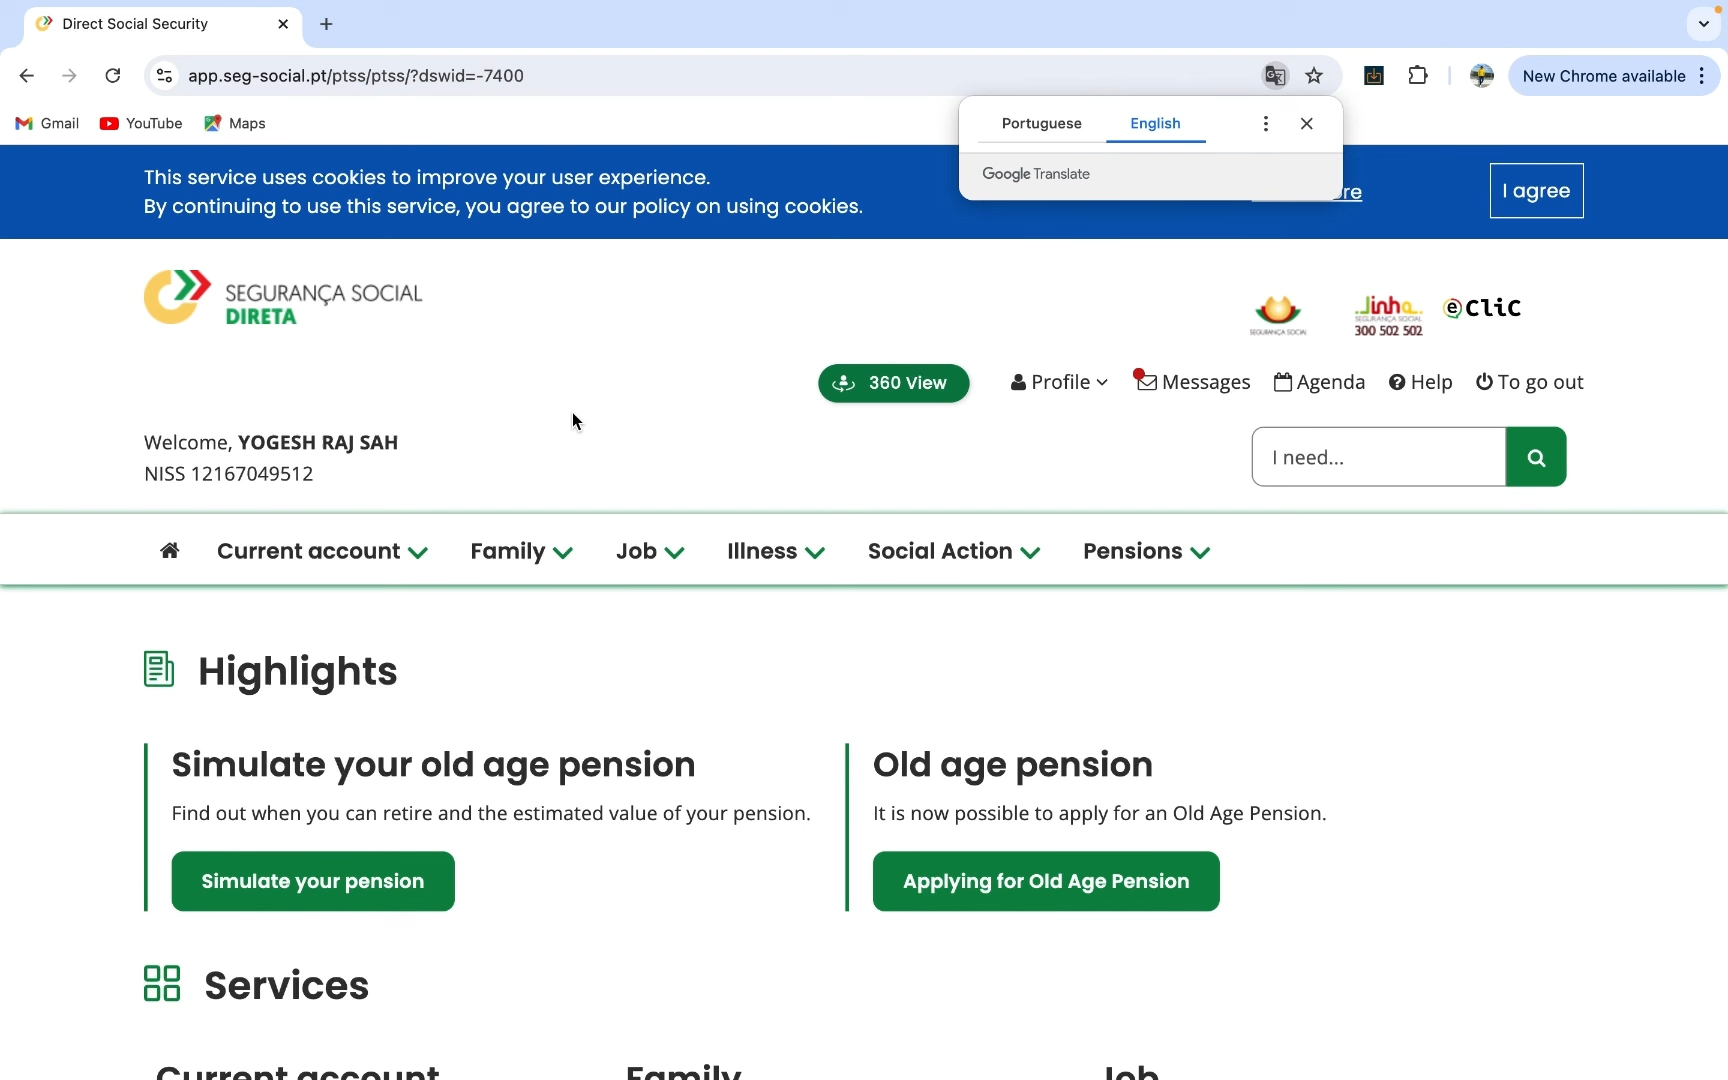 Direct Social Security
app.seg-social.pt/ptss/ptss/?dswid=-7400
New Chrome available
Gmail
YouTube
Maps
Portuguese
English
Google Translate
This service uses cookies to improve your user experience.
By continuing to use this service, you agree to our policy on using cookies.
I agree
SEGURANÇA SOCIAL
DIRETA
SEGURANÇA SOCIAL
Linha
SEGURANÇA SOCIAL
300 502 502
eClic
360 View
Profile
Messages
Agenda
Help
To go out
Welcome, YOGESH RAJ SAH
NISS 12167049512
I need...
Current account
Family
Job
Illness
Social Action
Pensions
Highlights
Simulate your old age pension
Find out when you can retire and the estimated value of your pension.
Simulate your pension
Old age pension
It is now possible to apply for an Old Age Pension.
Applying for Old Age Pension
Services
Current account
Family
Job